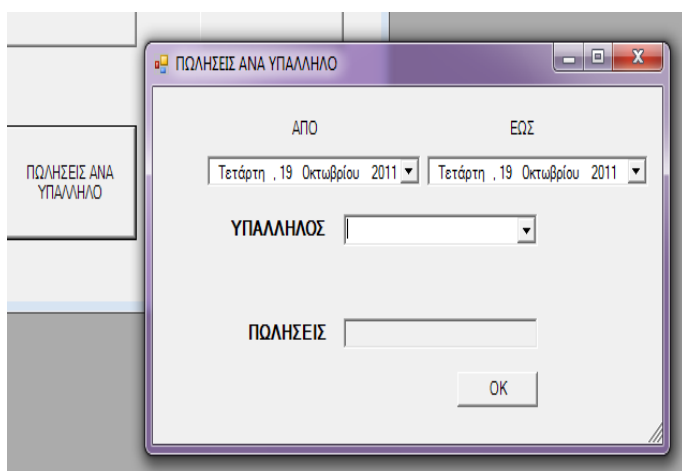 ΠΩΛΗΣΕΙΣ ΑΝΑ ΥΠΑΛΛΗΛΟ
ΑΠΟ ΕΩΣ
Τετάρτη , 19 Οκτωβρίου 2011 Τετάρτη , 19 Οκτωβρίου 2011
ΠΩΛΗΣΕΙΣ ΑΝΑ
ΥΠΑΛΛΗΛΟ
ΥΠΑΛΛΗΛΟΣ
ΠΩΛΗΣΕΙΣ
OK